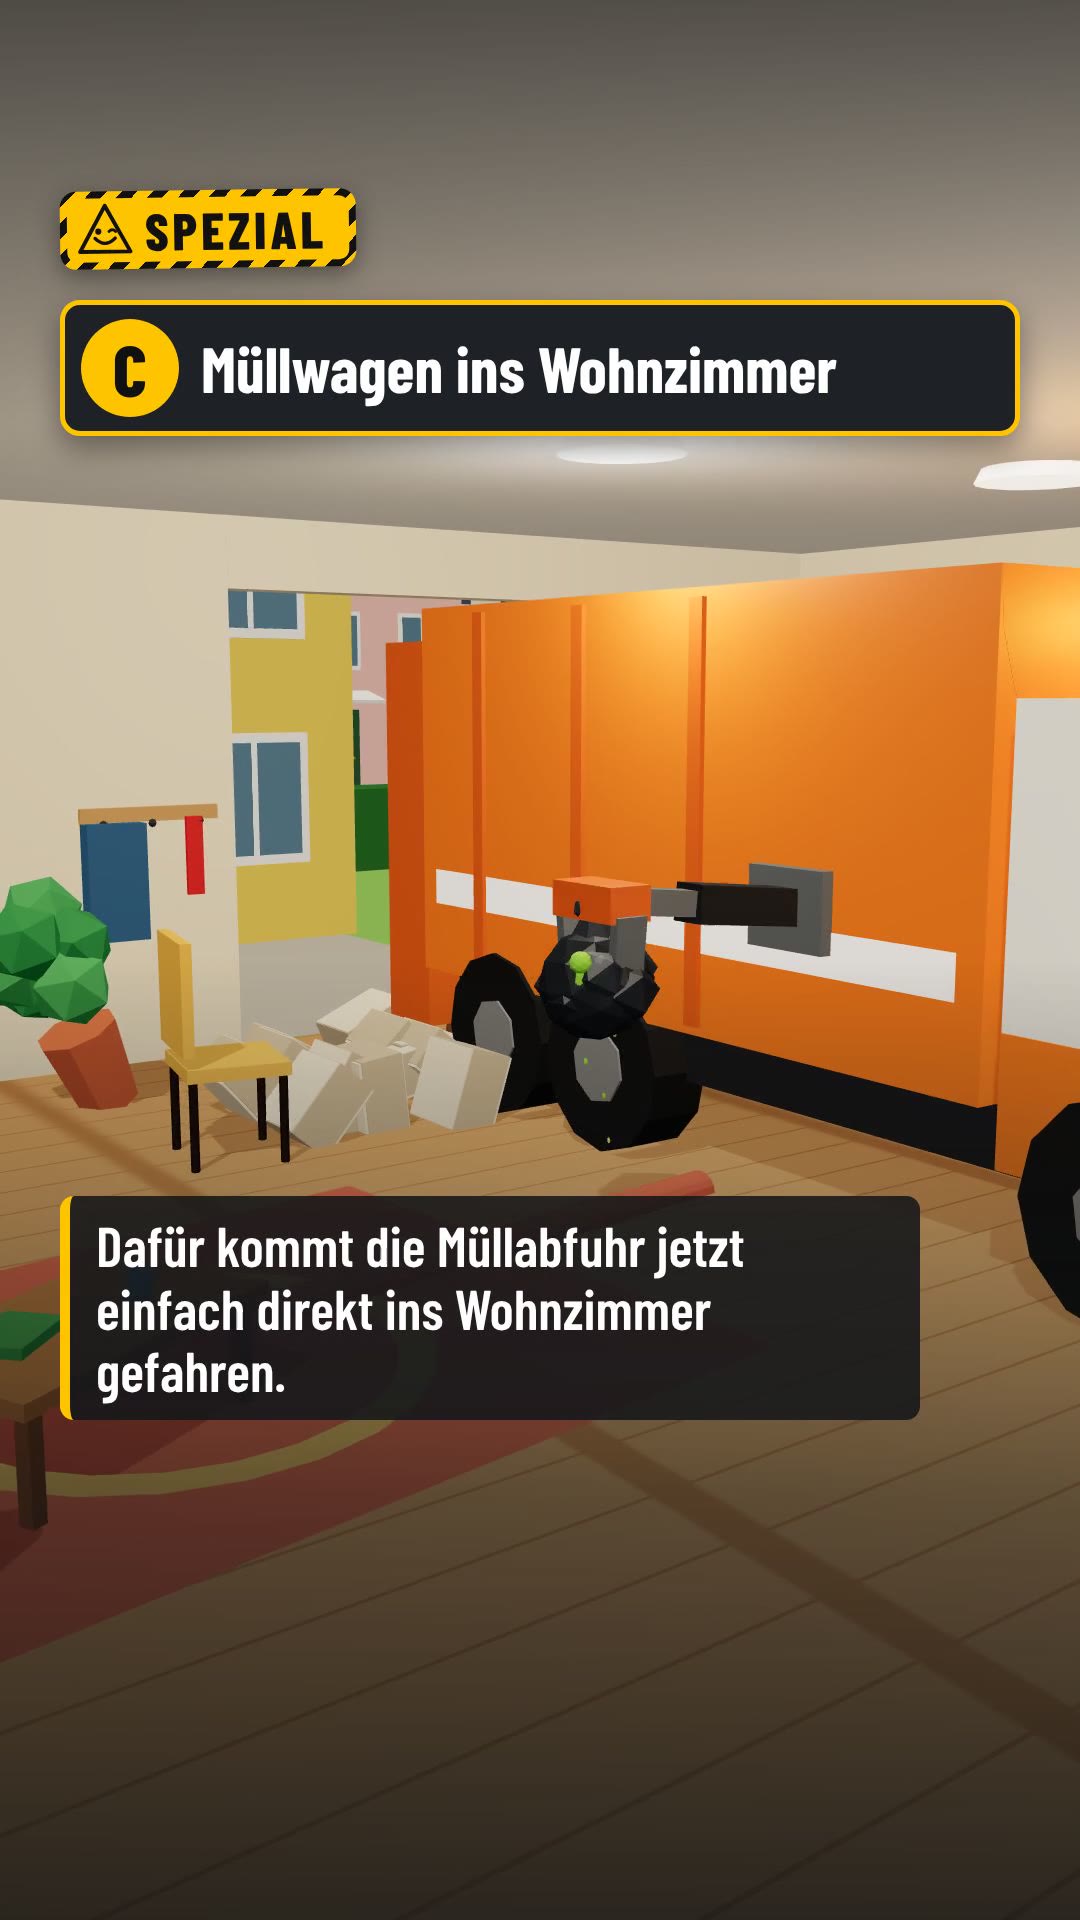 SPEZIAL
C Müllwagen ins Wohnzimmer
Dafür kommt die Müllabfuhr jetzt
einfach direkt ins Wohnzimmer
gefahren.